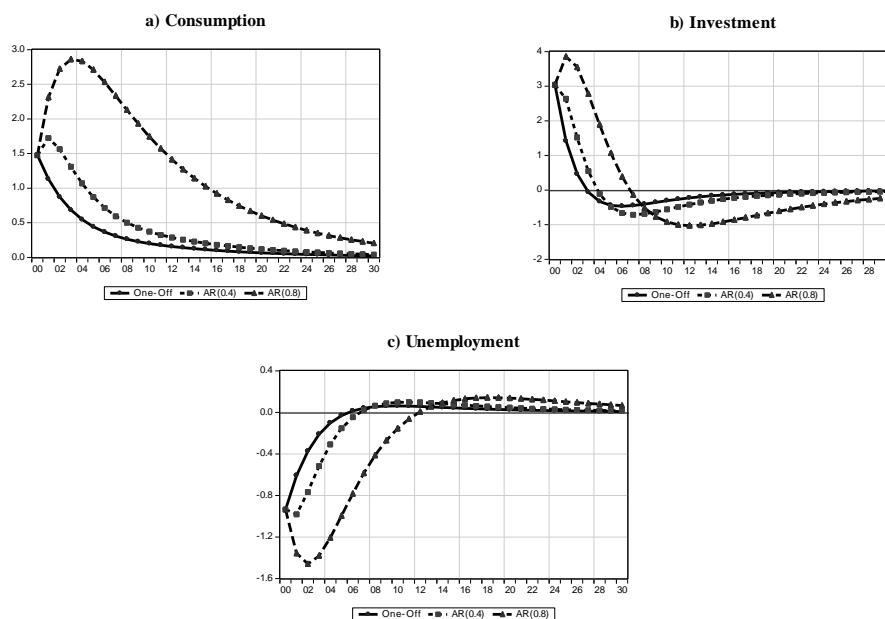 a) Consumption
3.0
2.5
2.0
1.5
1.0
0.5
0.0
00 02 04 06 08 10 12 14 16 18 20 22 24 26 28 30
One-Off AR(0.4) AR(0.8)
b) Investment
4
3
2
1
0
-1
-2
00 02 04 06 08 10 12 14 16 18 20 22 24 26 28
One-Off AR(0.4) AR(0.8)
c) Unemployment
0.4
0.0
-0.4
-0.8
-1.2
-1.6
00 02 04 06 08 10 12 14 16 18 20 22 24 26 28 30
One-Off AR(0.4) AR(0.8)